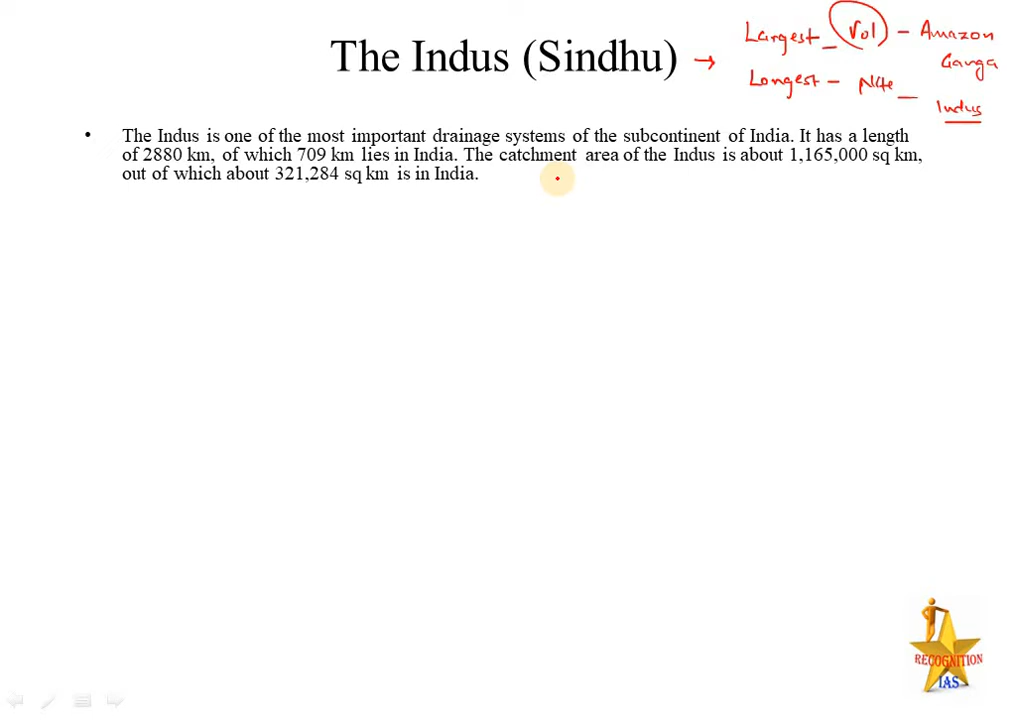 Largest - Vol - Amazon
The Indus (Sindhu) →
Ganga
Longest - Nile -
Indus
• The Indus is one of the most important drainage systems of the subcontinent of India. It has a length
of 2880 km, of which 709 km lies in India. The catchment area of the Indus is about 1,165,000 sq km,
out of which about 321,284 sq km is in India.
RECOGNITION
IAS